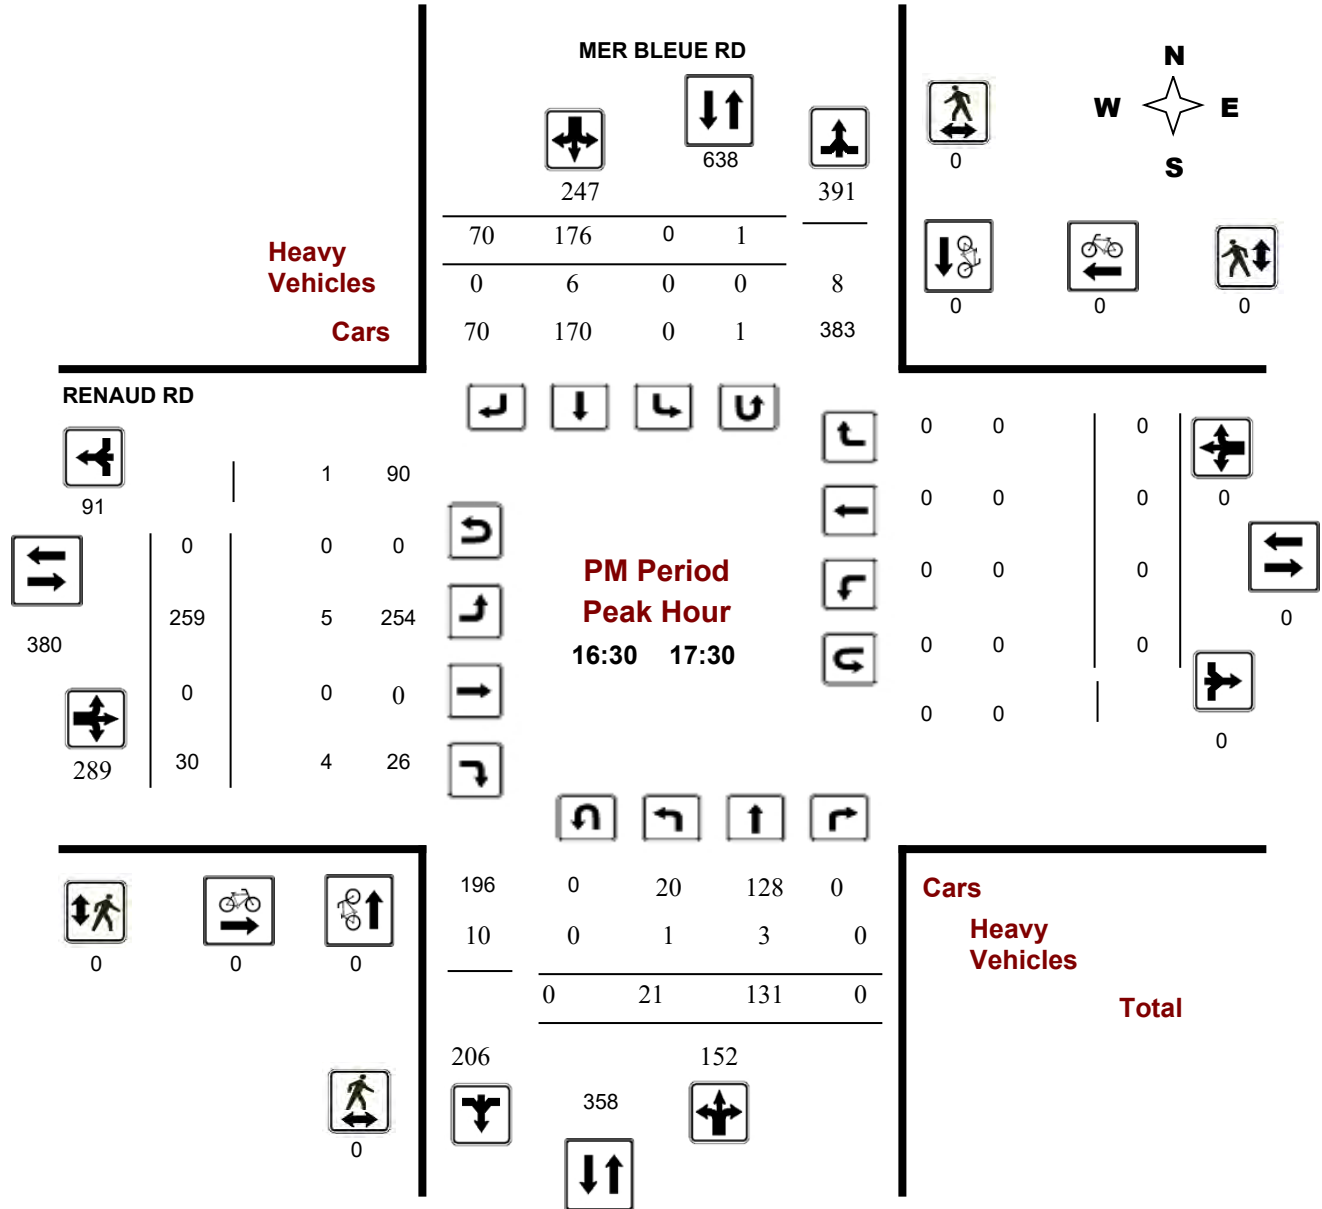 MER BLEUE RD
N
W E
S
638
247 391
0
70 176 0 1
Heavy
Vehicles
0 6 0 0 8
0 0 0
Cars 70 170 0 1 383
RENAUD RD
0 0 0
1 90
91
0 0 0 0
0 0 0
PM Period
0 0 0
Peak Hour
259 5 254
0
380
16:30 17:30
0 0 0
0 0 0
0 0
0
289 30 4 26
196 0 20 128 0
Cars
10 0 1 3 0
Heavy
Vehicles
0 0 0
0 21 131 0
Total
206 152
358
0